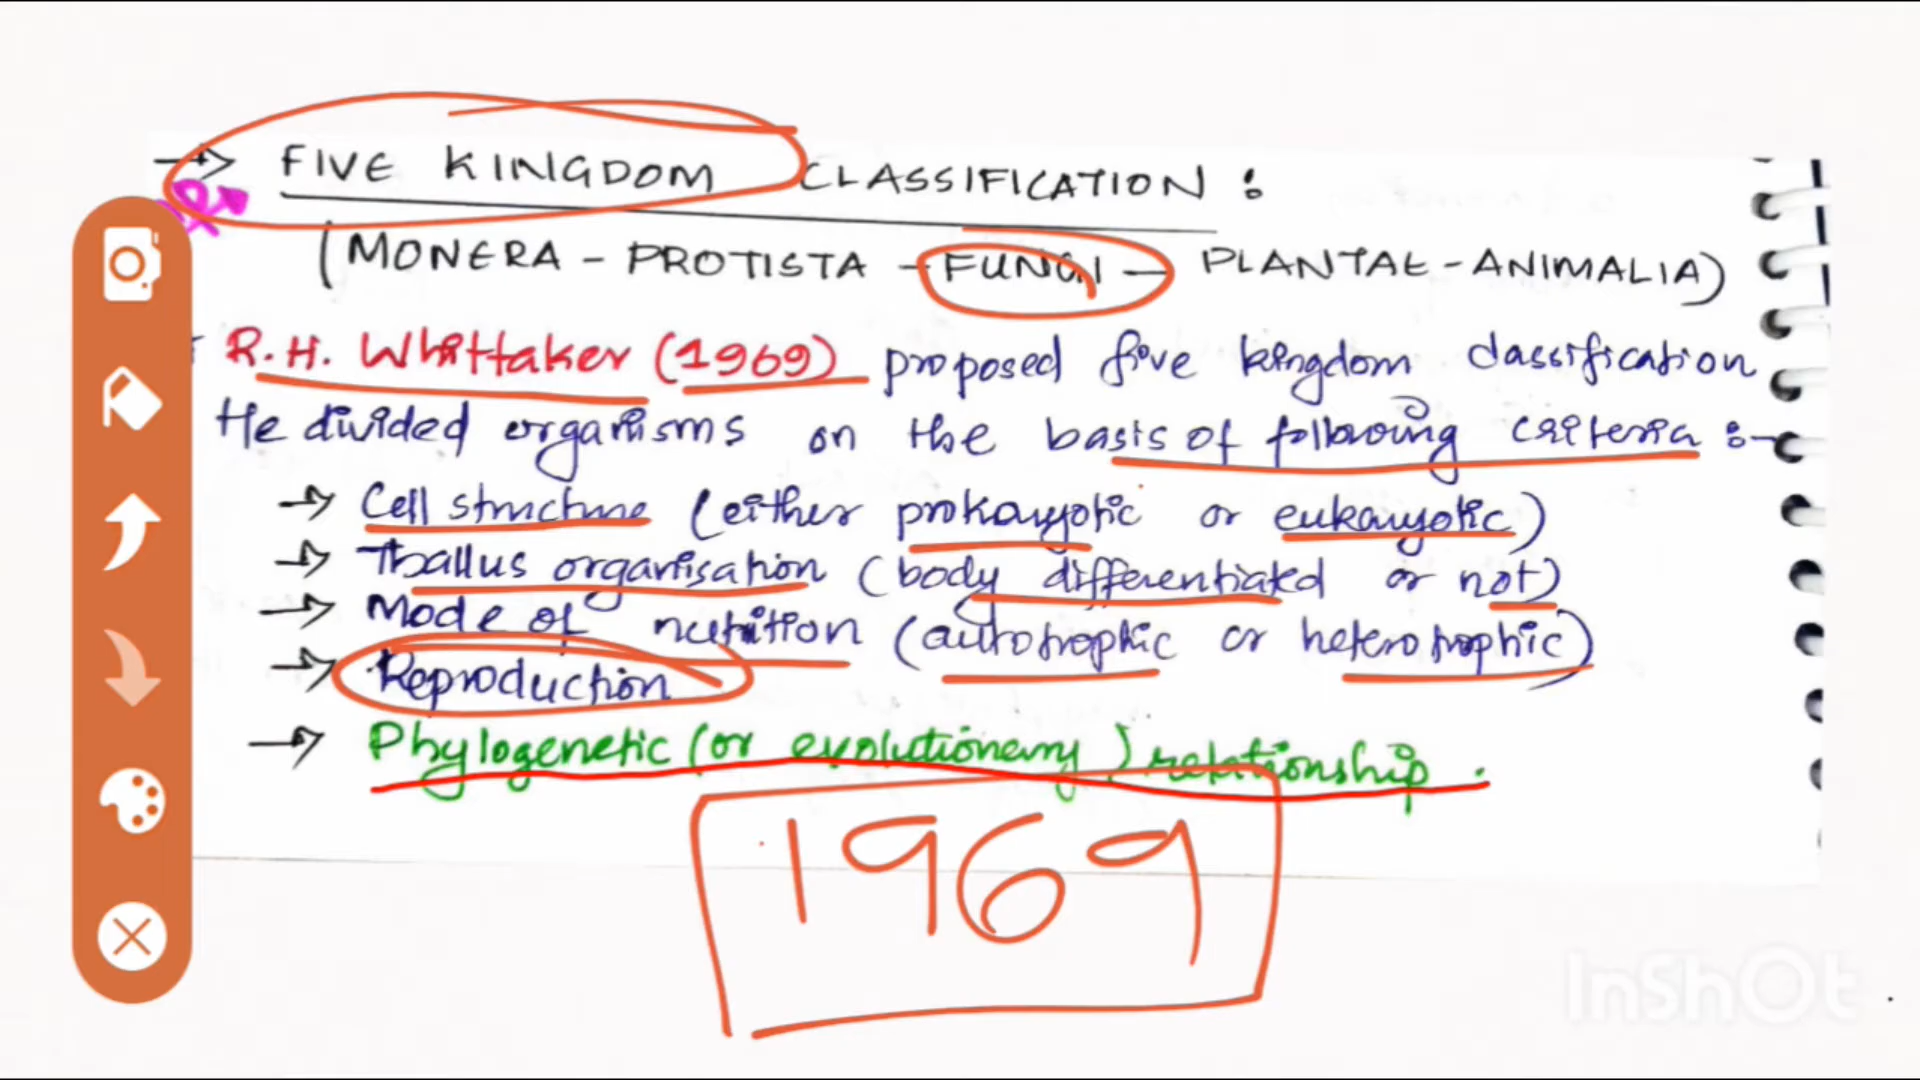 → FIVE KINGDOM CLASSIFICATION :
(MONERA - PROTISTA - FUNGI - PLANTAE - ANIMALIA)
R.H. Whittaker (1969) proposed five kingdom classification
He divided organisms on the basis of following criteria :-
→ Cell structure (either prokaryotic or eukaryotic)
→ Thallus organisation (body differentiated or not)
→ Mode of nutrition (autotrophic or heterotrophic)
→ Reproduction
→ Phylogenetic (or evolutionary) relationship.
1969
InShOt